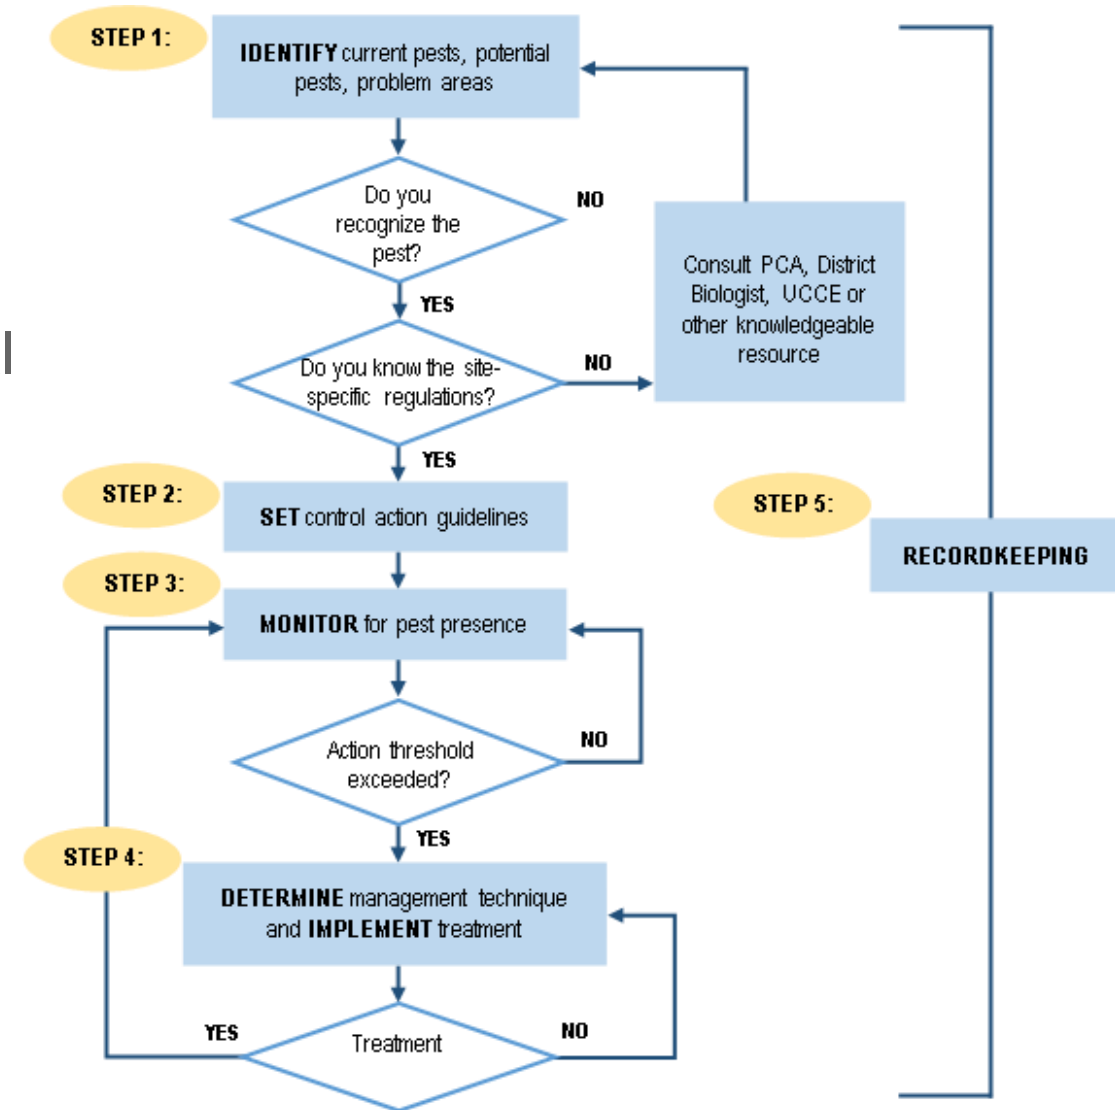 STEP 1:
IDENTIFY current pests, potential
pests, problem areas
Do you
recognize the
pest?
NO
YES
Consult PCA, District
Biologist, UCCE or
other knowledgeable
resource
Do you know the site-
specific regulations?
NO
YES
STEP 2:
SET control action guidelines
STEP 5:
RECORDKEEPING
STEP 3:
MONITOR for pest presence
Action threshold
exceeded?
NO
YES
STEP 4:
DETERMINE management technique
and IMPLEMENT treatment
YES
Treatment
NO